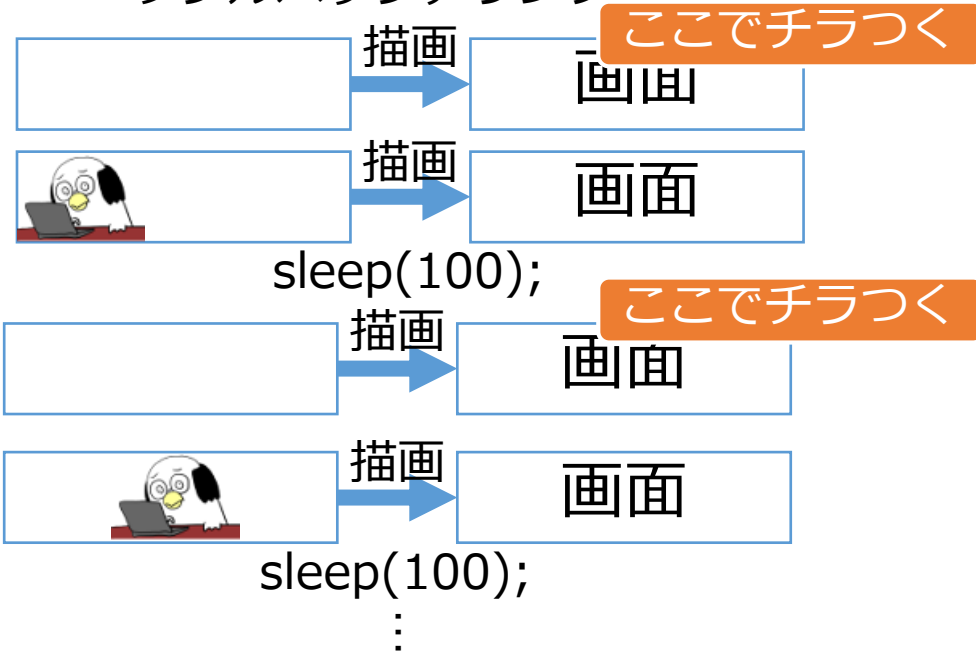 ここでチラつく
描画
画面
描画
画面
sleep(100);
ここでチラつく
描画
画面
描画
画面
sleep(100);
⋮